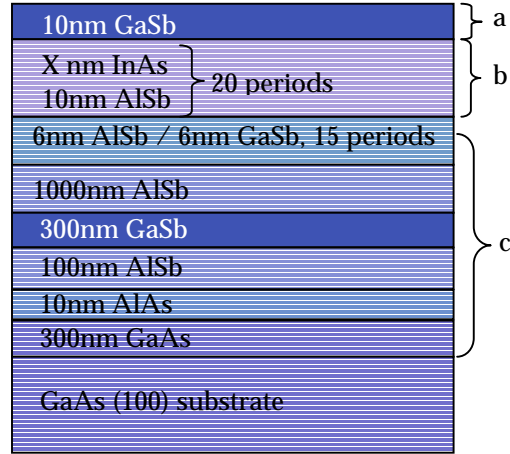 10nm GaSb
a
X nm InAs
10nm AlSb
20 periods
b
6nm AlSb / 6nm GaSb, 15 periods
1000nm AlSb
300nm GaSb
c
100nm AlSb
10nm AlAs
300nm GaAs
GaAs (100) substrate